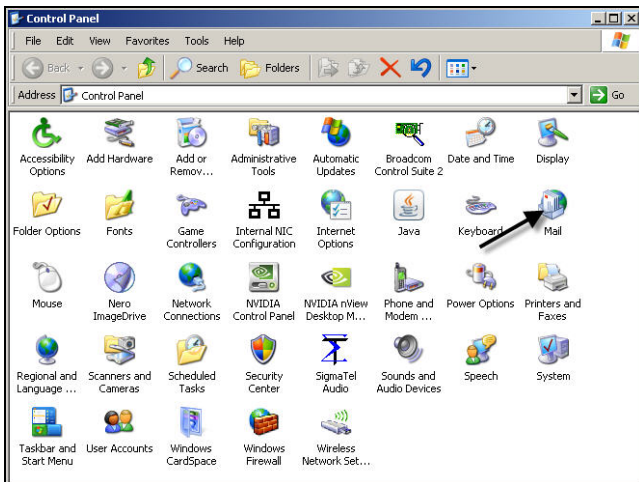 Control Panel
File Edit View Favorites Tools Help
Back Search Folders
Address Control Panel Go
Accessibility Options
Add Hardware
Add or Remov...
Administrative Tools
Automatic Updates
Broadcom Control Suite 2
Date and Time
Display
Folder Options
Fonts
Game Controllers
Internal NIC Configuration
Internet Options
Java
Keyboard
Mail
Mouse
Nero ImageDrive
Network Connections
NVIDIA Control Panel
NVIDIA nView Desktop M...
Phone and Modem ...
Power Options
Printers and Faxes
Regional and Language ...
Scanners and Cameras
Scheduled Tasks
Security Center
SigmaTel Audio
Sounds and Audio Devices
Speech
System
Taskbar and Start Menu
User Accounts
Windows CardSpace
Windows Firewall
Wireless Network Set...